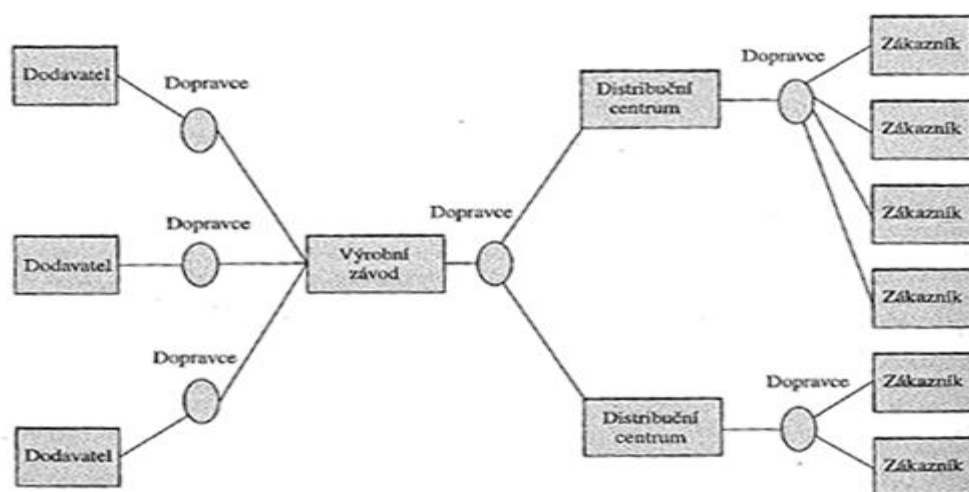 Dodavatel
Dopravce
Dodavatel
Dopravce
Dodavatel
Dopravce
Výrobní
závod
Dopravce
Distribuční
centrum
Dopravce
Zákazník
Zákazník
Zákazník
Zákazník
Distribuční
centrum
Dopravce
Zákazník
Zákazník